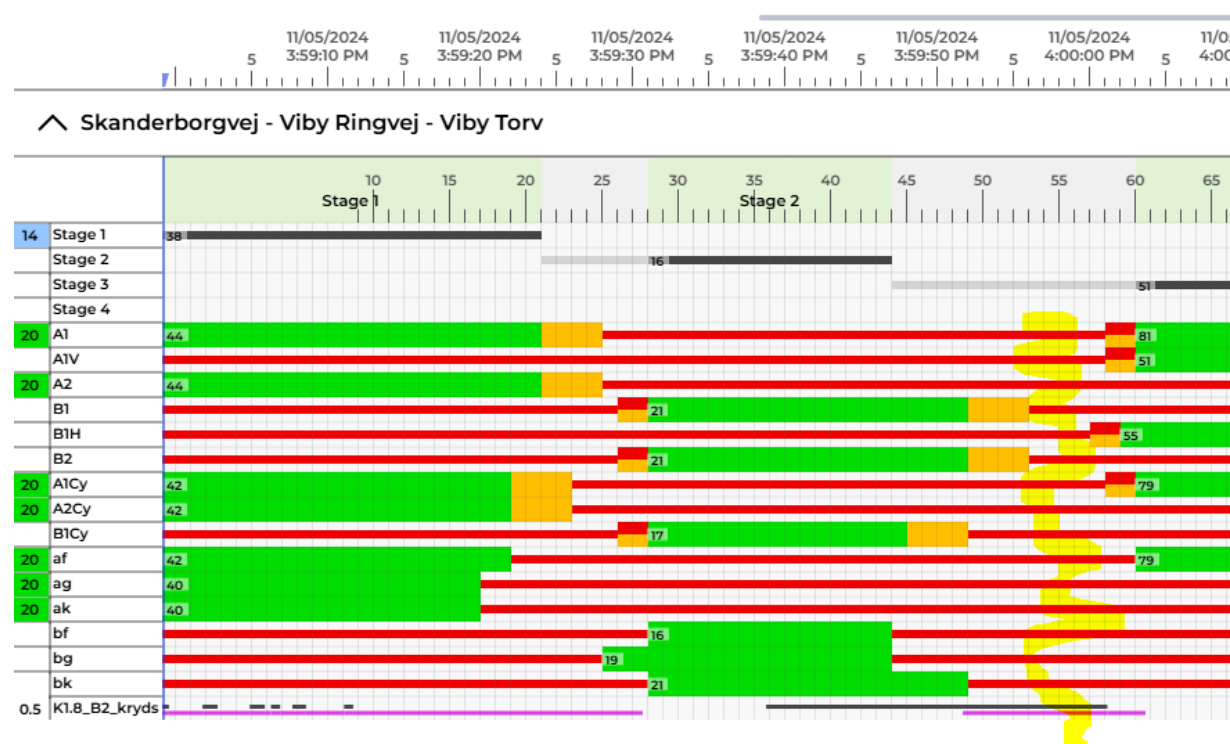 11/05/2024 11/05/2024 11/05/2024 11/05/2024 11/05/2024 11/05/2024 11/0
5 3:59:10 PM 5 3:59:20 PM 5 3:59:30 PM 5 3:59:40 PM 5 3:59:50 PM 5 4:00:00 PM 5 4:00
Skanderborgvej - Viby Ringvej - Viby Torv
10 15 20 25 30 35 40 45 50 55 60 65
Stage 1 Stage 2
14 Stage 1 38
Stage 2 16
Stage 3 51
Stage 4
20 A1 44 81
A1V 51
20 A2 44
B1 21
B1H 55
B2 21
20 A1Cy 42 79
20 A2Cy 42
B1Cy 17
20 af 42 79
20 ag 40
20 ak 40
bf 16
bg 19
bk 21
0.5 K1.8_B2_kryds